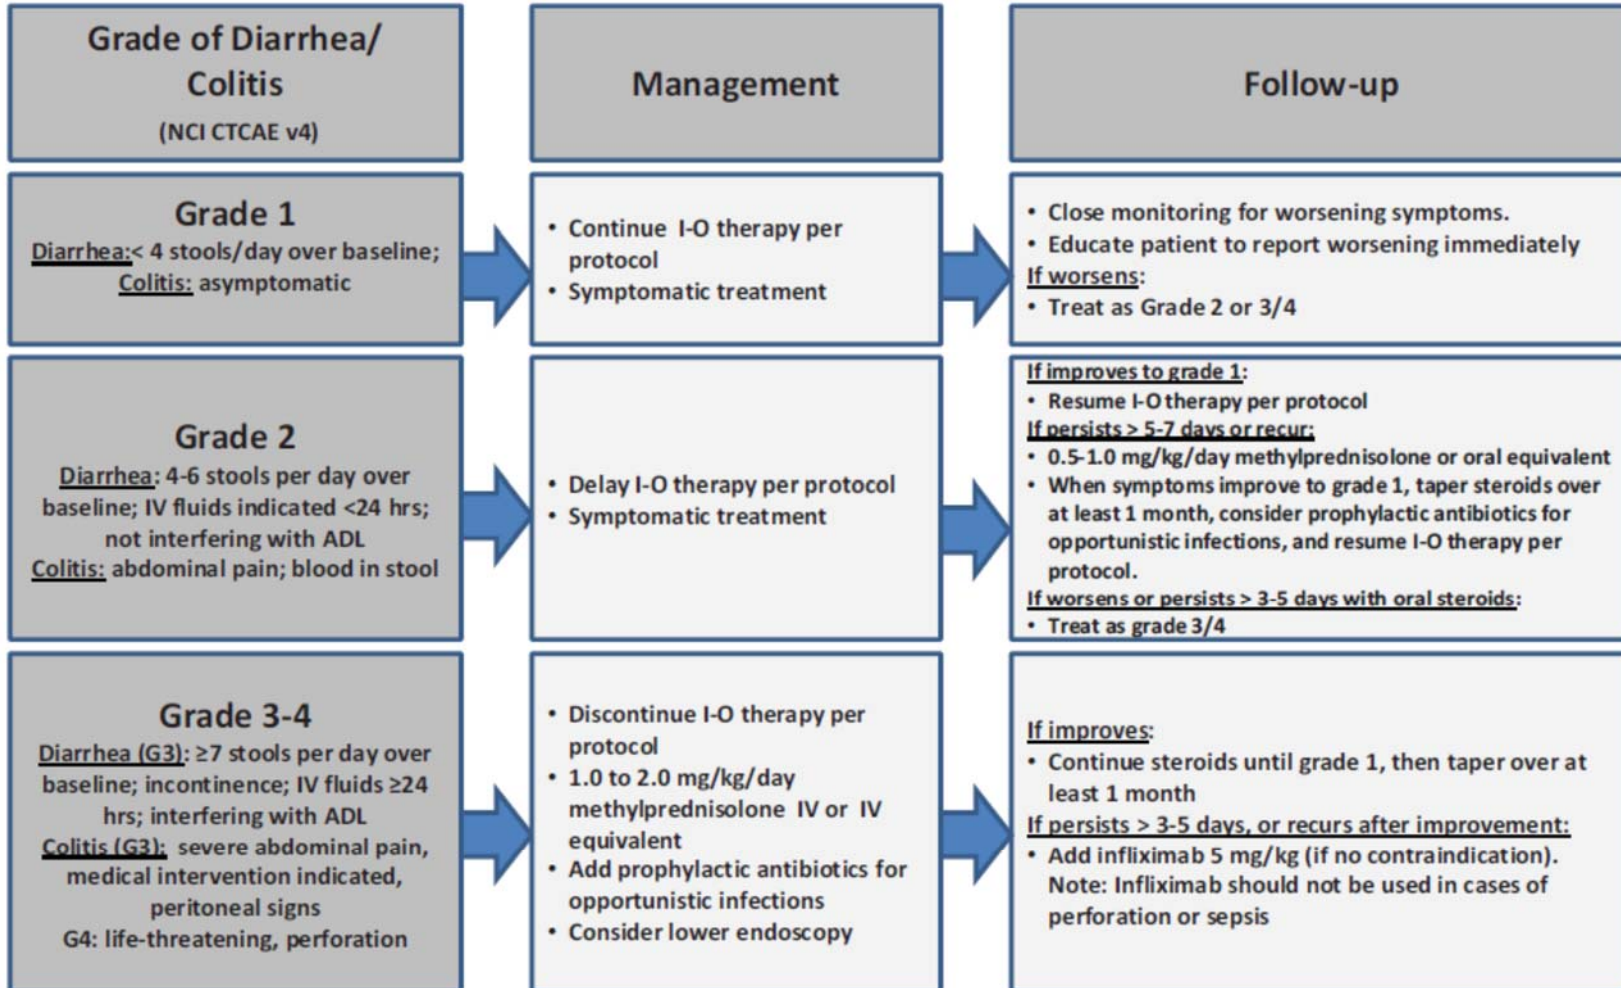 Grade of Diarrhea/
Colitis
(NCI CTCAE v4)
Management
Follow-up
Grade 1
Diarrhea:< 4 stools/day over baseline;
Colitis: asymptomatic
• Continue I-O therapy per
protocol
• Symptomatic treatment
• Close monitoring for worsening symptoms.
• Educate patient to report worsening immediately
If worsens:
• Treat as Grade 2 or 3/4
Grade 2
Diarrhea: 4-6 stools per day over
baseline; IV fluids indicated <24 hrs;
not interfering with ADL
Colitis: abdominal pain; blood in stool
• Delay I-O therapy per protocol
• Symptomatic treatment
If improves to grade 1:
• Resume I-O therapy per protocol
If persists > 5-7 days or recur:
• 0.5-1.0 mg/kg/day methylprednisolone or oral equivalent
• When symptoms improve to grade 1, taper steroids over
at least 1 month, consider prophylactic antibiotics for
opportunistic infections, and resume I-O therapy per
protocol.
If worsens or persists > 3-5 days with oral steroids:
• Treat as grade 3/4
Grade 3-4
Diarrhea (G3): ≥7 stools per day over
baseline; incontinence; IV fluids ≥24
hrs; interfering with ADL
Colitis (G3): severe abdominal pain,
medical intervention indicated,
peritoneal signs
G4: life-threatening, perforation
• Discontinue I-O therapy per
protocol
• 1.0 to 2.0 mg/kg/day
methylprednisolone IV or IV
equivalent
• Add prophylactic antibiotics for
opportunistic infections
• Consider lower endoscopy
If improves:
• Continue steroids until grade 1, then taper over at
least 1 month
If persists > 3-5 days, or recurs after improvement:
• Add infliximab 5 mg/kg (if no contraindication).
Note: Infliximab should not be used in cases of
perforation or sepsis